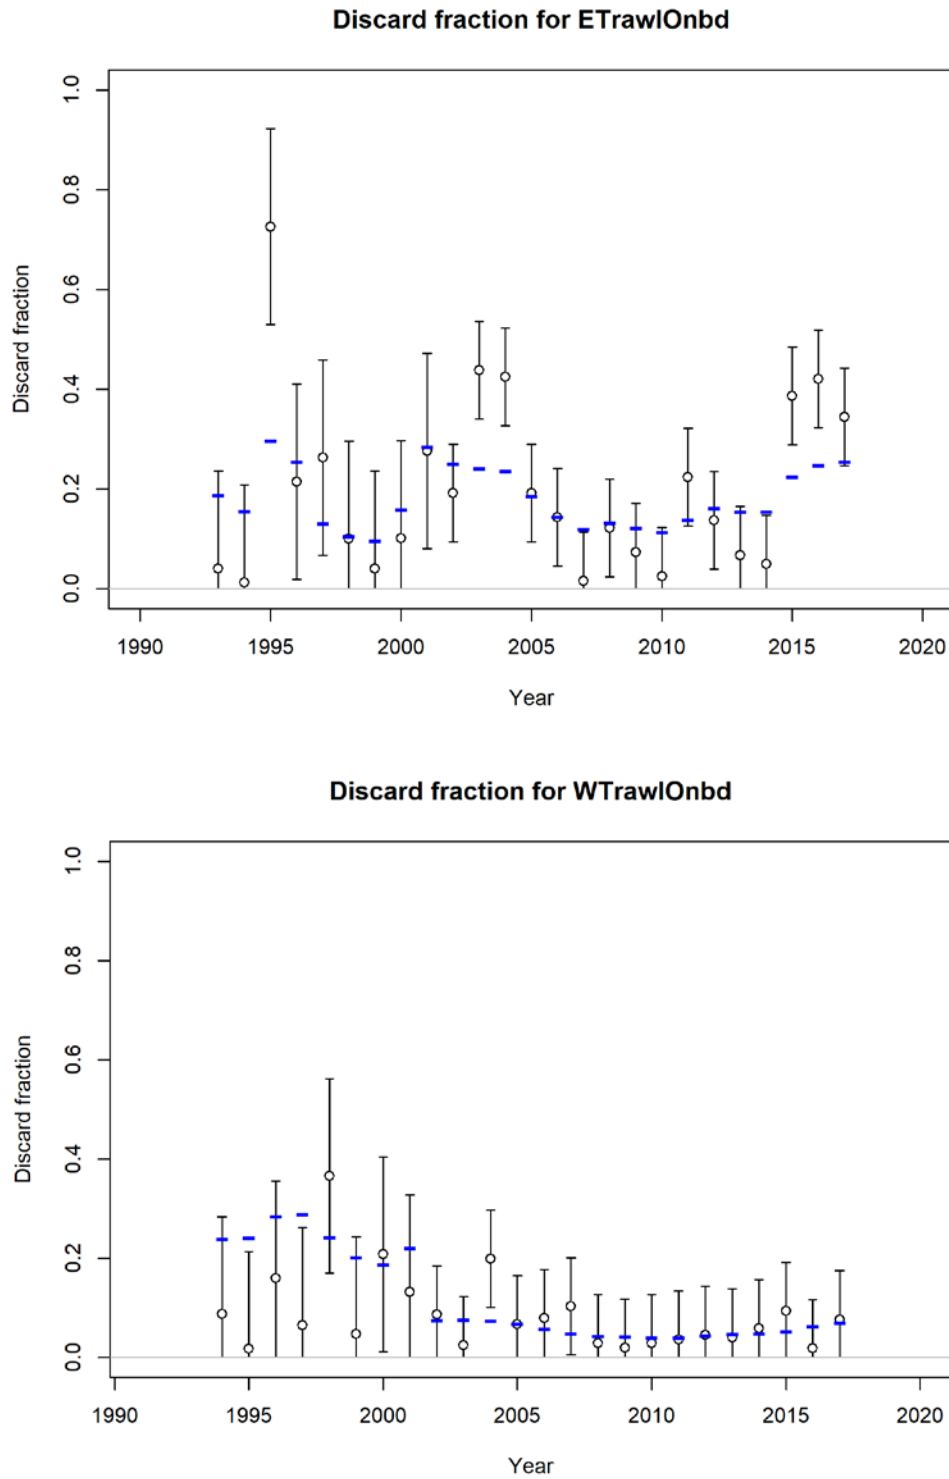 Discard fraction for ETrawlOnbd
1.0
0.8
0.6
0.4
0.2
0.0
Discard fraction
1990 1995 2000 2005 2010 2015 2020
Year
Discard fraction for WTrawlOnbd
1.0
0.8
0.6
0.4
0.2
0.0
Discard fraction
1990 1995 2000 2005 2010 2015 2020
Year